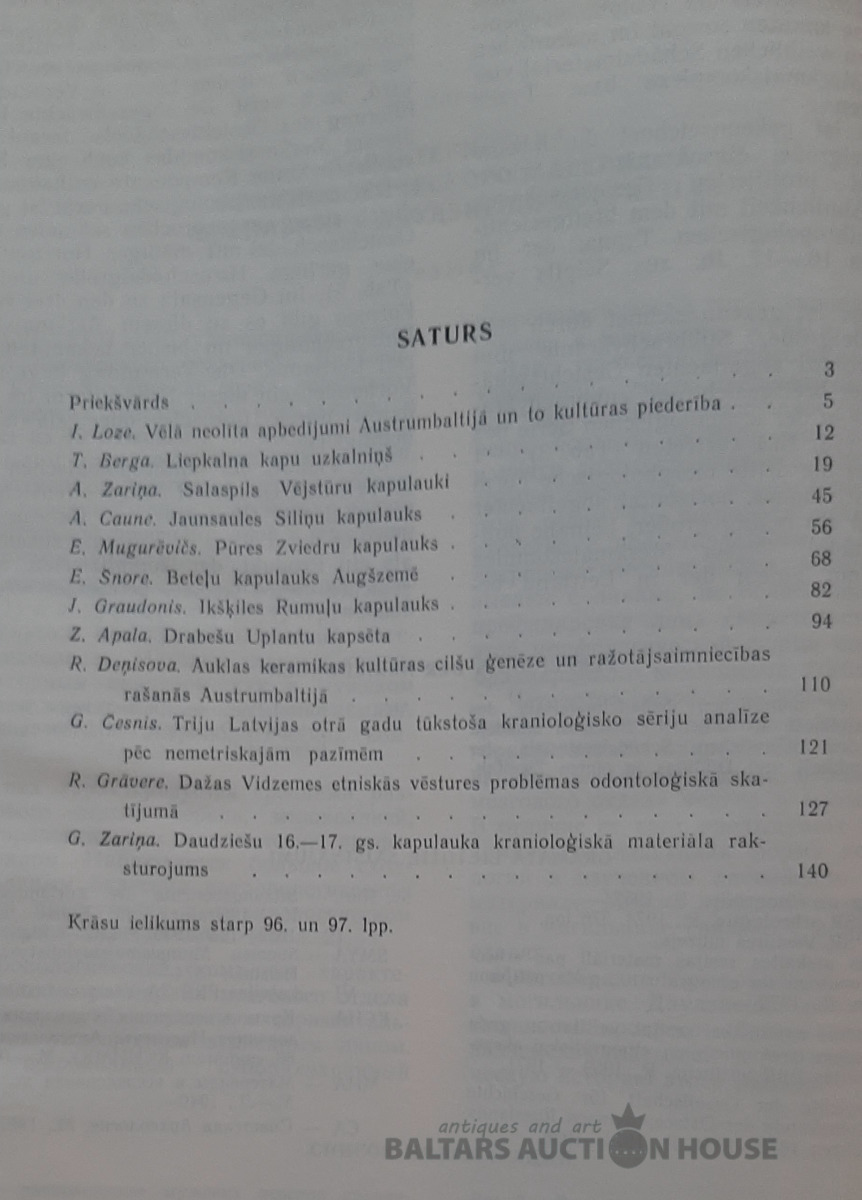 SATURS
Priekšvārds . . . . . . . . . . . . . . 3
I. Loze. Vēlā neolīta apbedījumi Austrumbaltijā un to kultūras piederība . . 5
T. Berga. Liepkalna kapu uzkalniņš . . . . . . . . . . . 12
A. Zariņa. Salaspils Vējstūru kapulauki . . . . . . . . . . 19
A. Caune. Jaunsaules Siliņu kapulauks . . . . . . . . . . 45
Ē. Mugurēvičs. Pūres Zviedru kapulauks . . . . . . . . . . 56
E. Šnore. Beteļu kapulauks Augšzemē . . . . . . . . . . 68
J. Graudonis. Ikšķiles Rumuļu kapulauks . . . . . . . . . . 82
Z. Apala. Drabešu Uplantu kapsēta . . . . . . . . . . . 94
R. Deņisova. Auklas keramikas kultūras cilšu ģenēze un ražotājsaimniecības
rašanās Austrumbaltijā . . . . . . . . . . . . . 110
G. Česnis. Triju Latvijas otrā gadu tūkstoša kranioloģisko sēriju analīze
pēc nemetriskajām pazīmēm . . . . . . . . . . . 121
R. Grāvere. Dažas Vidzemes etniskās vēstures problēmas odontoloģiskā ska-
tījumā . . . . . . . . . . . . . . . . . 127
G. Zariņa. Daudziešu 16.—17. gs. kapulauka kranioloģiskā materiāla rak-
sturojums . . . . . . . . . . . . . . . . 140
Krāsu ielikums starp 96. un 97. lpp.
antiques and art
BALTARS AUCTION HOUSE